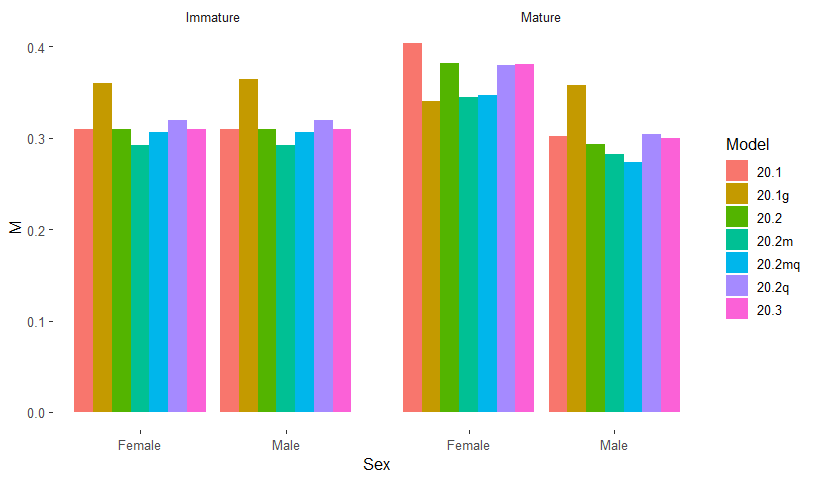 Immature
Mature
0.4
0.3
0.2
0.1
0.0
M
Female
Male
Female
Male
Sex
Model
20.1
20.1g
20.2
20.2m
20.2mq
20.2q
20.3